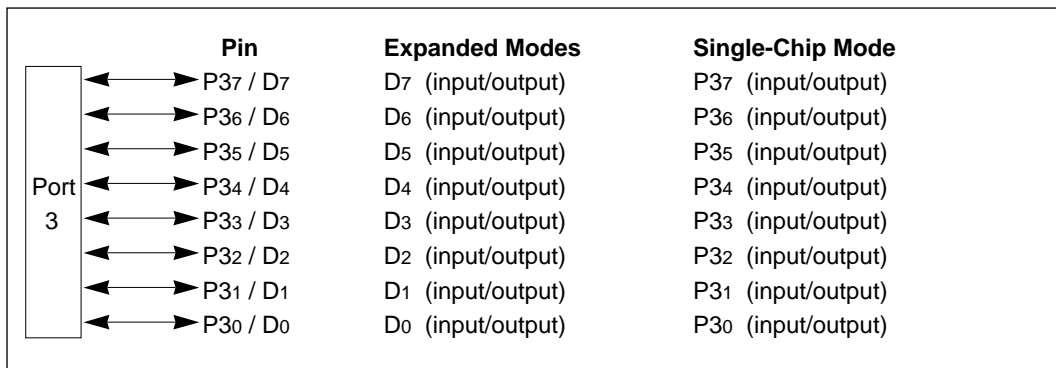 Pin Expanded Modes Single-Chip Mode
P37 / D7 D7 (input/output) P37 (input/output)
P36 / D6 D6 (input/output) P36 (input/output)
P35 / D5 D5 (input/output) P35 (input/output)
Port P34 / D4 D4 (input/output) P34 (input/output)
3 P33 / D3 D3 (input/output) P33 (input/output)
P32 / D2 D2 (input/output) P32 (input/output)
P31 / D1 D1 (input/output) P31 (input/output)
P30 / D0 D0 (input/output) P30 (input/output)